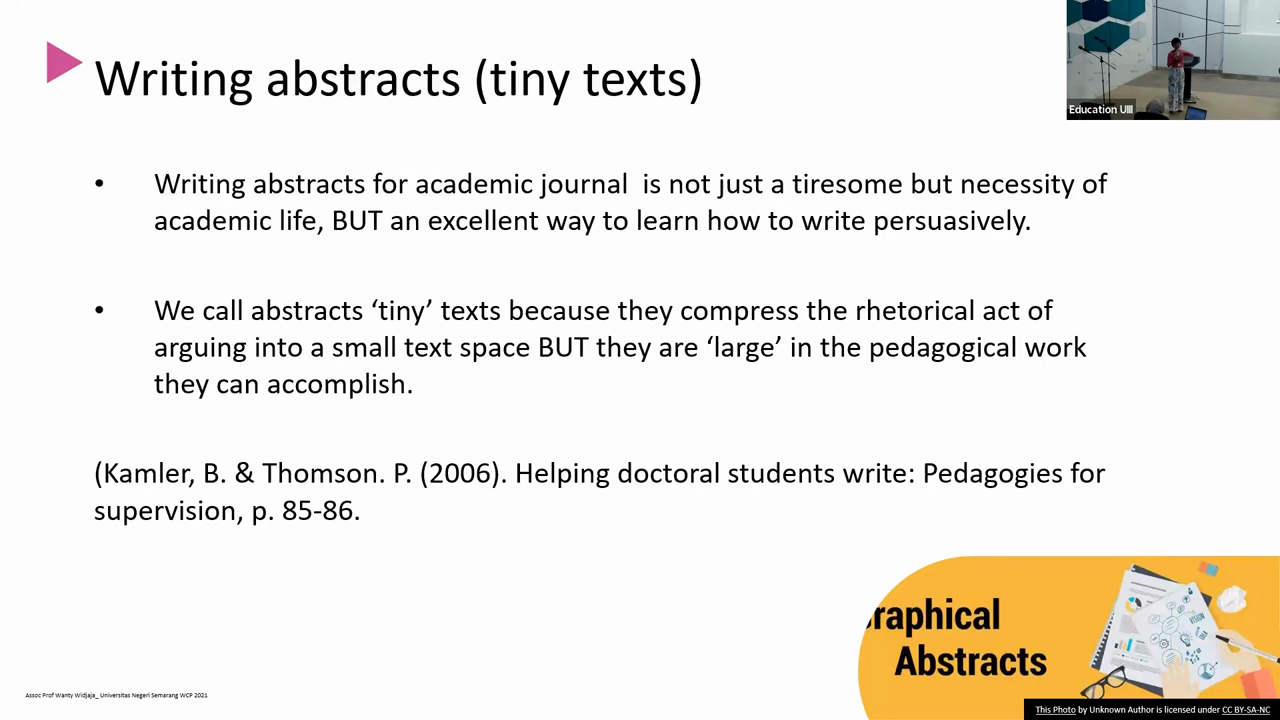 Writing abstracts (tiny texts)
Education UIII
• Writing abstracts for academic journal  is not just a tiresome but necessity of
academic life, BUT an excellent way to learn how to write persuasively.
• We call abstracts ‘tiny’ texts because they compress the rhetorical act of
arguing into a small text space BUT they are ‘large’ in the pedagogical work
they can accomplish.
(Kamler, B. & Thomson. P. (2006). Helping doctoral students write: Pedagogies for
supervision, p. 85-86.
raphical
Abstracts
VISION
Assoc Prof Wanty Widjaja_ Universitas Negeri Semarang WCP 2021
This Photo by Unknown Author is licensed under CC BY-SA-NC